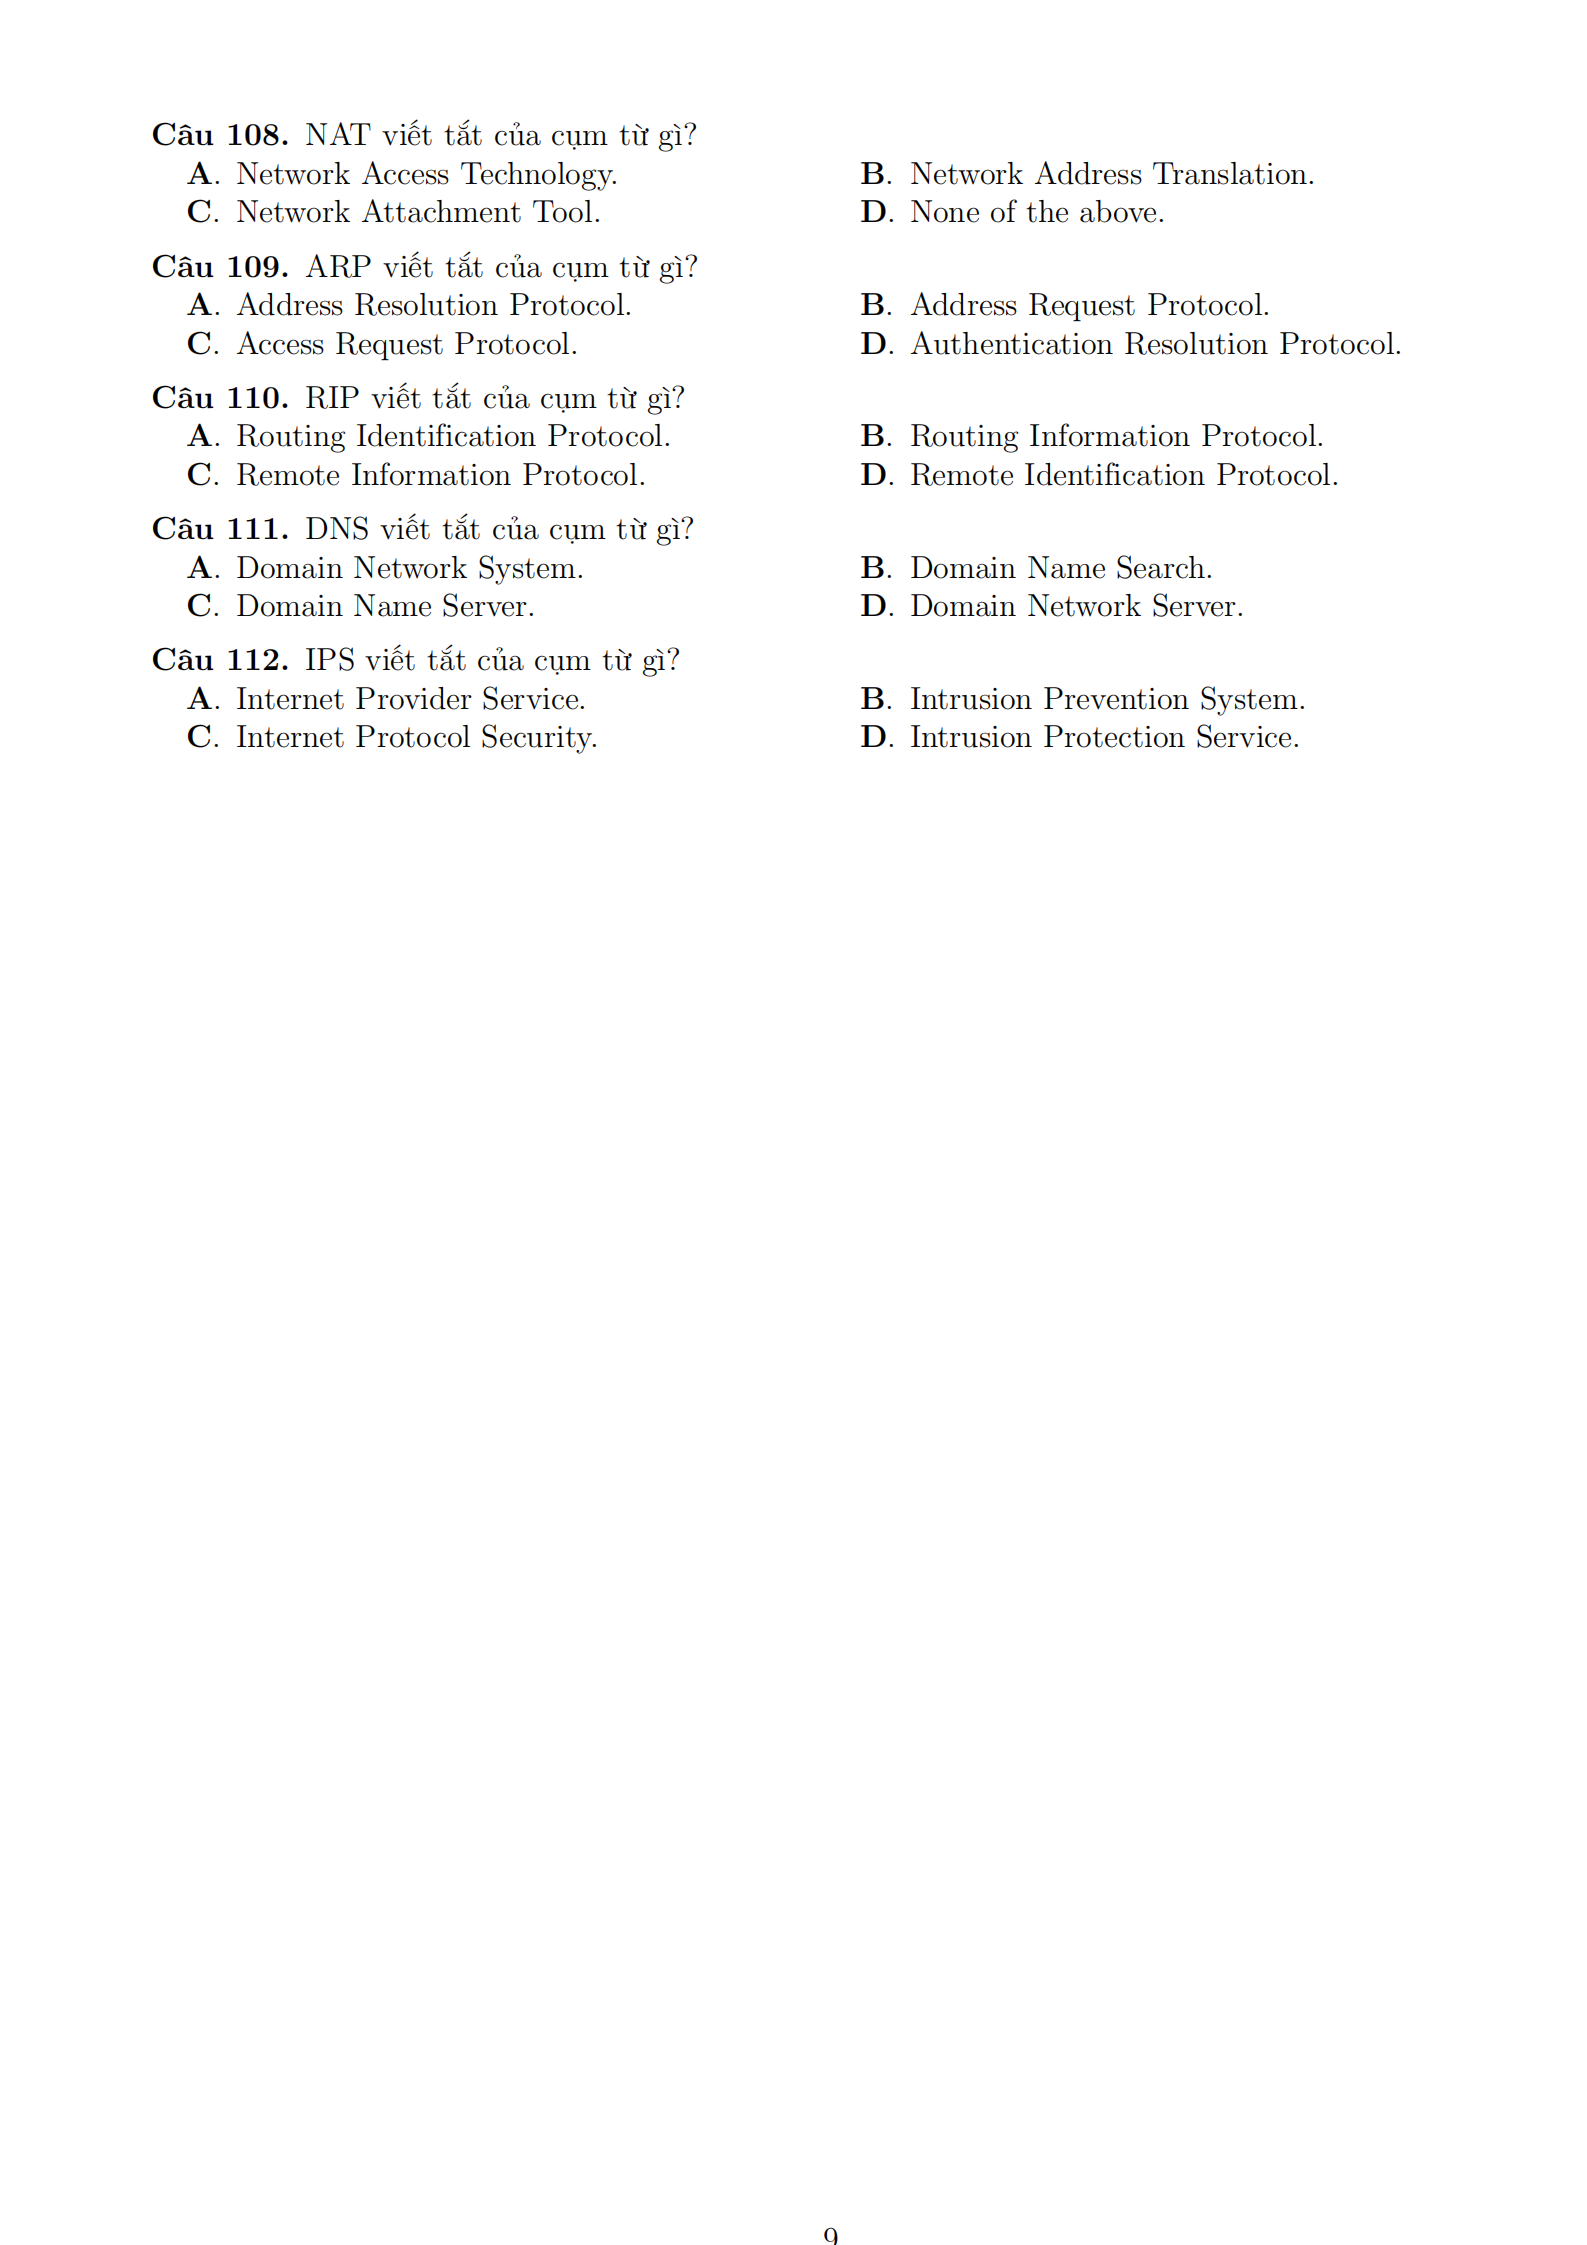 Câu 108. NAT viết tắt của cụm từ gì?
A. Network Access Technology. B. Network Address Translation.
C. Network Attachment Tool. D. None of the above.
Câu 109. ARP viết tắt của cụm từ gì?
A. Address Resolution Protocol. B. Address Request Protocol.
C. Access Request Protocol. D. Authentication Resolution Protocol.
Câu 110. RIP viết tắt của cụm từ gì?
A. Routing Identification Protocol. B. Routing Information Protocol.
C. Remote Information Protocol. D. Remote Identification Protocol.
Câu 111. DNS viết tắt của cụm từ gì?
A. Domain Network System. B. Domain Name Search.
C. Domain Name Server. D. Domain Network Server.
Câu 112. IPS viết tắt của cụm từ gì?
A. Internet Provider Service. B. Intrusion Prevention System.
C. Internet Protocol Security. D. Intrusion Protection Service.
9